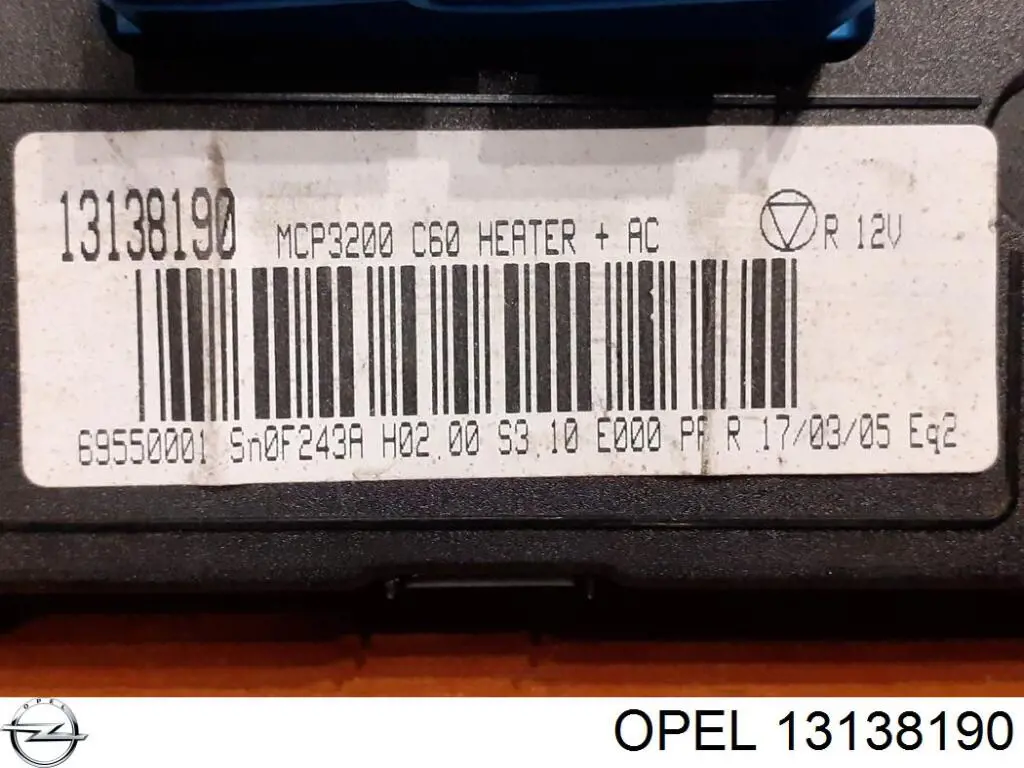 13138190 MCP3200 C60 HEATER + AC R 12V
69550001 Sn0F243A H02.00 S3.10 E000 PF R 17/03/05 Eq2
OPEL
OPEL 13138190